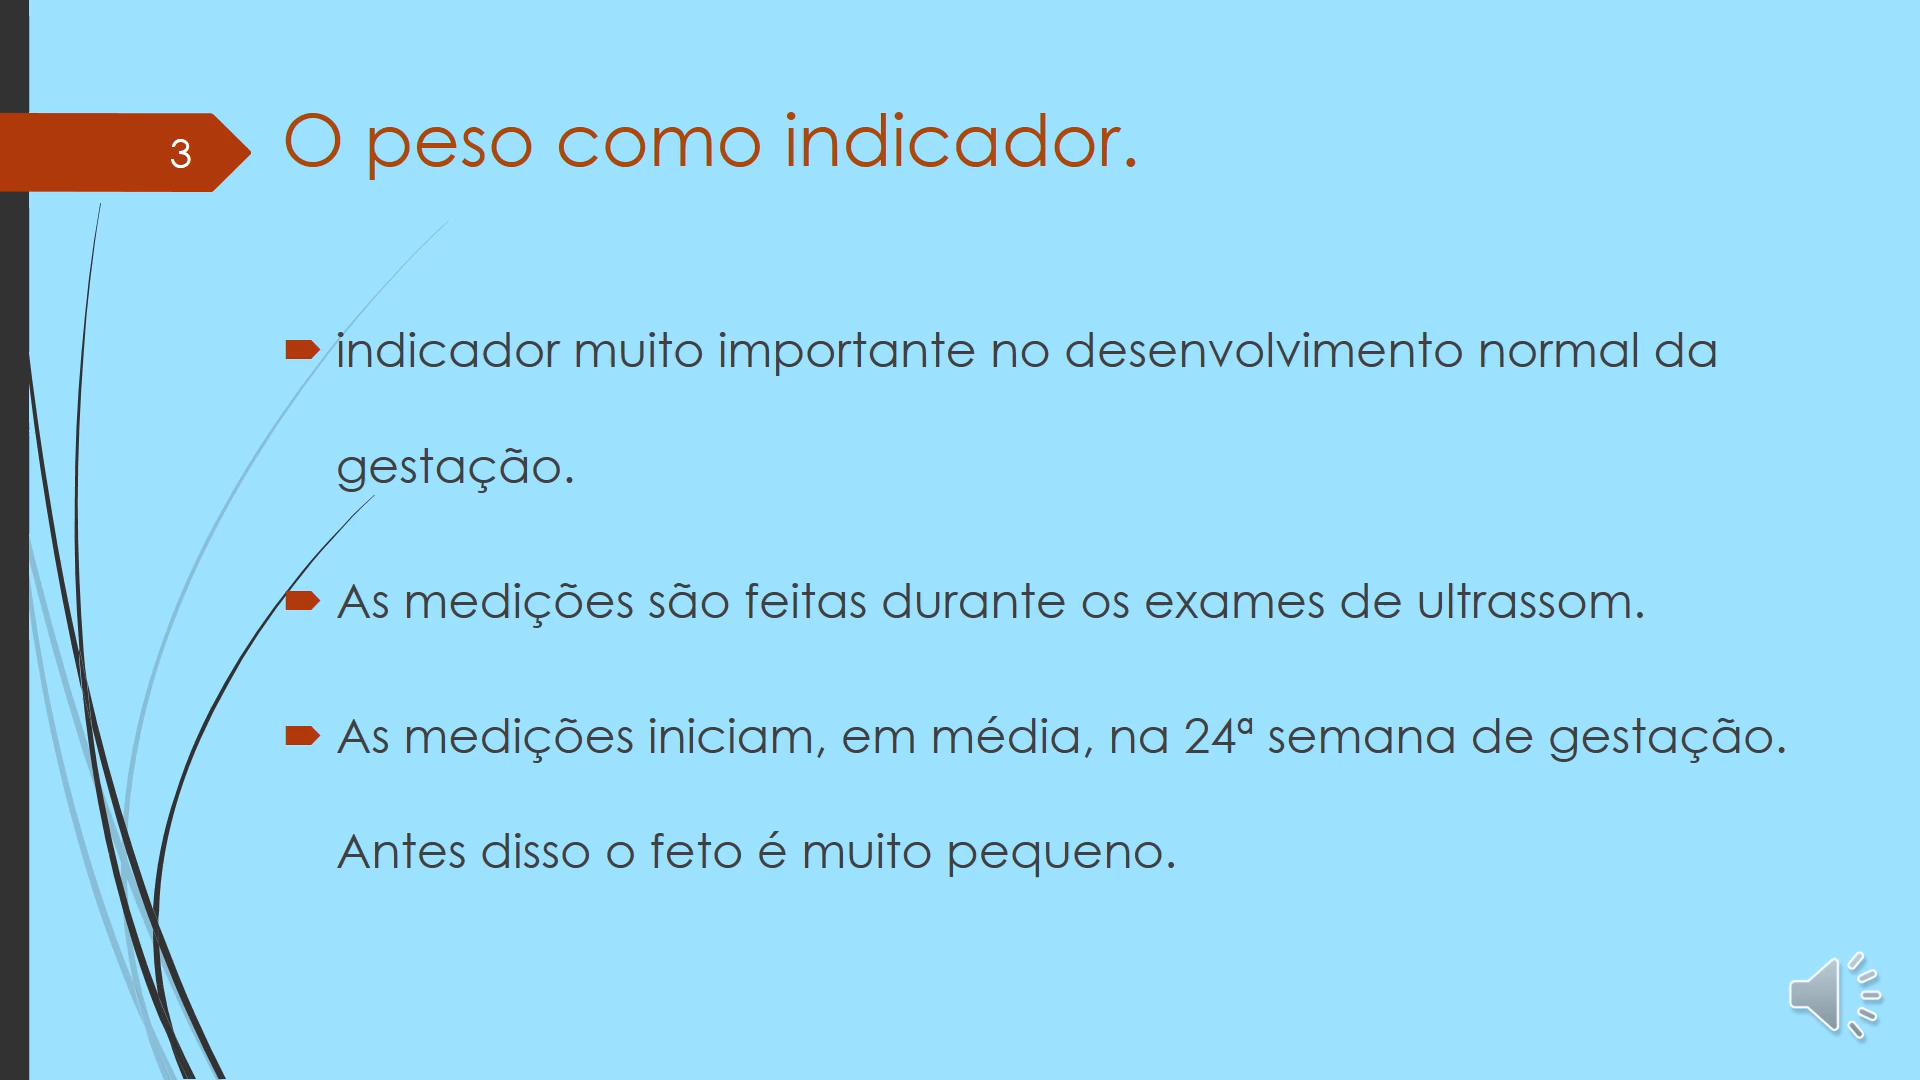 3
O peso como indicador.
indicador muito importante no desenvolvimento normal da
gestação.
As medições são feitas durante os exames de ultrassom.
As medições iniciam, em média, na 24ª semana de gestação.
Antes disso o feto é muito pequeno.